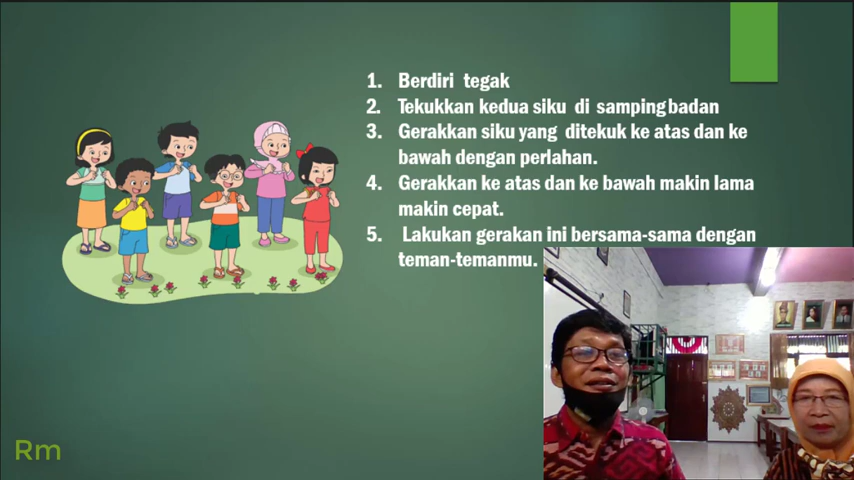 1. Berdiri tegak
2. Tekukkan kedua siku di samping badan
3. Gerakkan siku yang ditekuk ke atas dan ke
bawah dengan perlahan.
4. Gerakkan ke atas dan ke bawah makin lama
makin cepat.
5. Lakukan gerakan ini bersama-sama dengan
teman-temanmu.
Rm